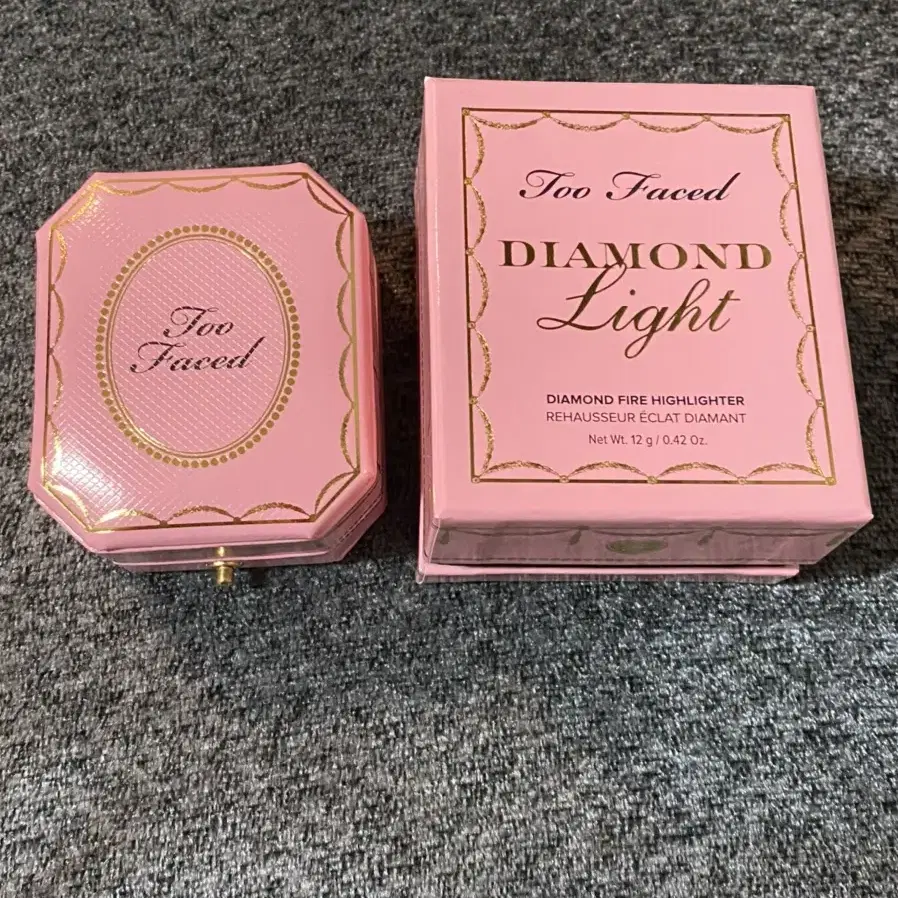 Too
Faced
Too Faced
DIAMOND
Light
DIAMOND FIRE HIGHLIGHTER
REHAUSSEUR ÉCLAT DIAMANT
Net Wt. 12 g / 0.42 Oz.